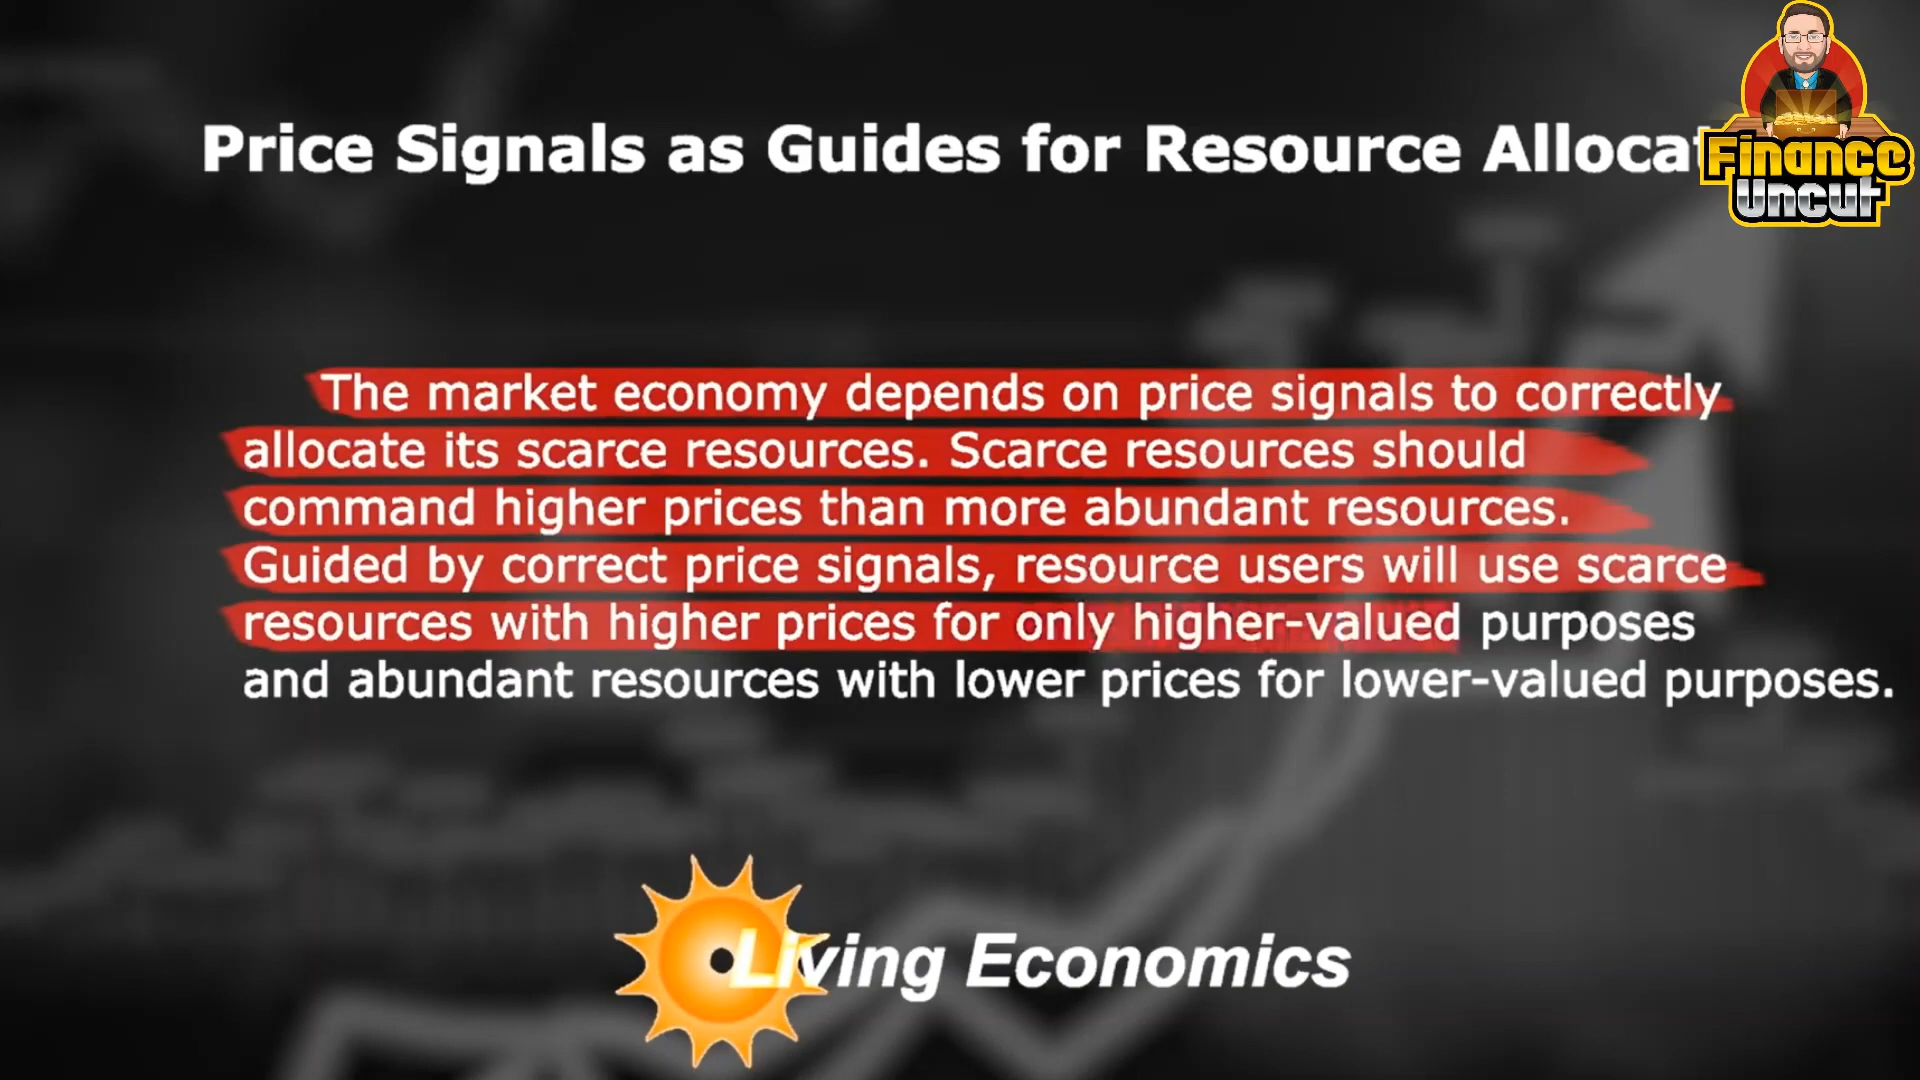 Price Signals as Guides for Resource Allocat
Finance
Uncut
The market economy depends on price signals to correctly
allocate its scarce resources. Scarce resources should
command higher prices than more abundant resources.
Guided by correct price signals, resource users will use scarce
resources with higher prices for only higher-valued purposes
and abundant resources with lower prices for lower-valued purposes.
Living Economics